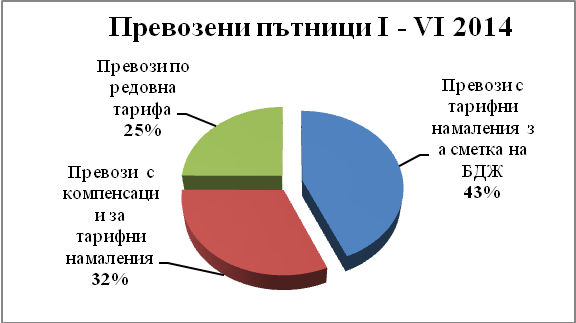 Превозени пътници I - VI 2014
Превози по
редовна
тарифа
25%
Превози с
тарифни
намаления з
а сметка на
БДЖ
43%
Превози с
компенсаци
и за
тарифни
намаления
32%